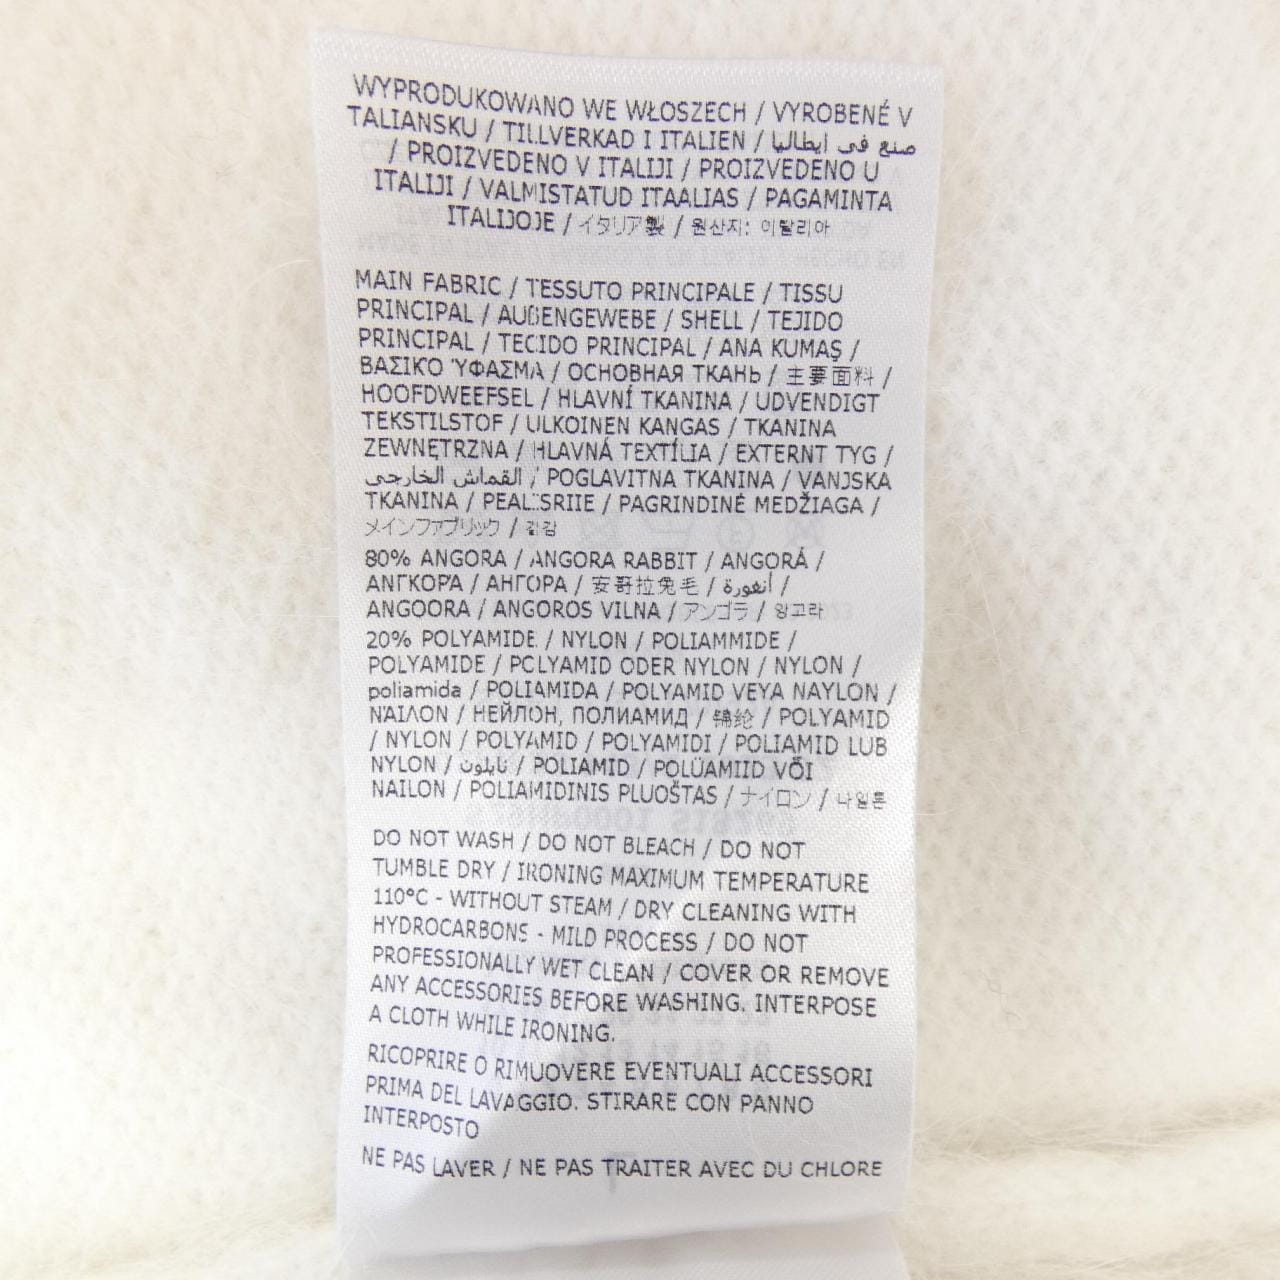 WYPRODUKOWANO WE WŁOSZECH / VYROBENÉ V
TALIANSKU / TILLVERKAD I ITALIEN / صنع فى ايطاليا
/ PROIZVEDENO V ITALIJI / PROIZVEDENO U
ITALIJI / VALMISTATUD ITAALIAS / PAGAMINTA
ITALIJOJE / イタリア製 / 원산지: 이탈리아
MAIN FABRIC / TESSUTO PRINCIPALE / TISSU
PRINCIPAL / AUßENGEWEBE / SHELL / TEJIDO
PRINCIPAL / TECIDO PRINCIPAL / ANA KUMAŞ /
ΒΑΣΙΚΟ ΎΦΑΣΜΑ / ОСНОВНАЯ ТКАНЬ / 主要面料 /
HOOFDWEEFSEL / HLAVNÍ TKANINA / UDVENDIGT
TEKSTILSTOF / ULKOINEN KANGAS / TKANINA
ZEWNĘTRZNA / HLAVNÁ TEXTÍLIA / EXTERNT TYG /
القماش الخارجى / POGLAVITNA TKANINA / VANJSKA
TKANINA / PEALISRIIE / PAGRINDINĖ MEDŽIAGA /
メインファブリック / 겉감
80% ANGORA / ANGORA RABBIT / ANGORÁ /
ΑΝΓΚΟΡΑ / АНГОРА / 安哥拉兔毛 / أنغورة /
ANGOORA / ANGOROS VILNA / アンゴラ / 앙고라
20% POLYAMIDE / NYLON / POLIAMMIDE /
POLYAMIDE / POLYAMID ODER NYLON / NYLON /
poliamida / POLIAMIDA / POLYAMID VEYA NAYLON /
ΝΆΙΛΟΝ / НЕЙЛОН, ПОЛИАМИД / 锦纶 / POLYAMID
/ NYLON / POLYAMID / POLYAMIDI / POLIAMID LUB
NYLON / نايلون / POLIAMID / POLÜAMIID VÕI
NAILON / POLIAMIDINIS PLUOŠTAS / ナイロン / 나일론
DO NOT WASH / DO NOT BLEACH / DO NOT
TUMBLE DRY / IRONING MAXIMUM TEMPERATURE
110°C - WITHOUT STEAM / DRY CLEANING WITH
HYDROCARBONS - MILD PROCESS / DO NOT
PROFESSIONALLY WET CLEAN / COVER OR REMOVE
ANY ACCESSORIES BEFORE WASHING. INTERPOSE
A CLOTH WHILE IRONING.
RICOPRIRE O RIMUOVERE EVENTUALI ACCESSORI
PRIMA DEL LAVAGGIO. STIRARE CON PANNO
INTERPOSTO
NE PAS LAVER / NE PAS TRAITER AVEC DU CHLORE